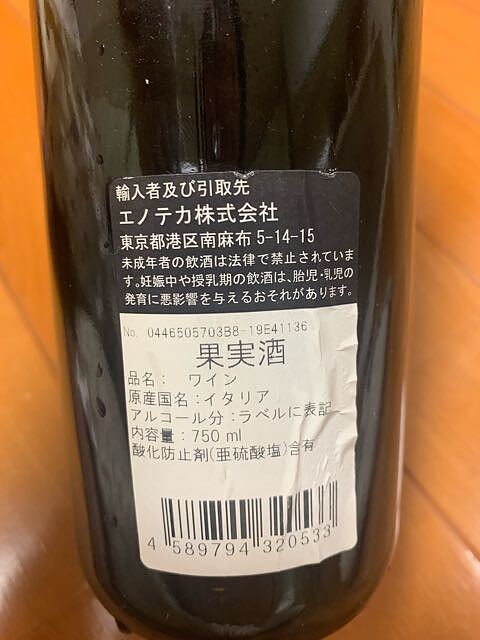 輸入者及び引取先
エノテカ株式会社
東京都港区南麻布 5-14-15
未成年者の飲酒は法律で禁止されていま
す。妊娠中や授乳期の飲酒は、胎児・乳児の
発育に悪影響を与えるおそれがあります。
No. 0446505703B8-19E41136
果実酒
品名： ワイン
原産国名：イタリア
アルコール分：ラベルに表記
内容量：750 ml
酸化防止剤(亜硫酸塩)含有
4 589794 320533